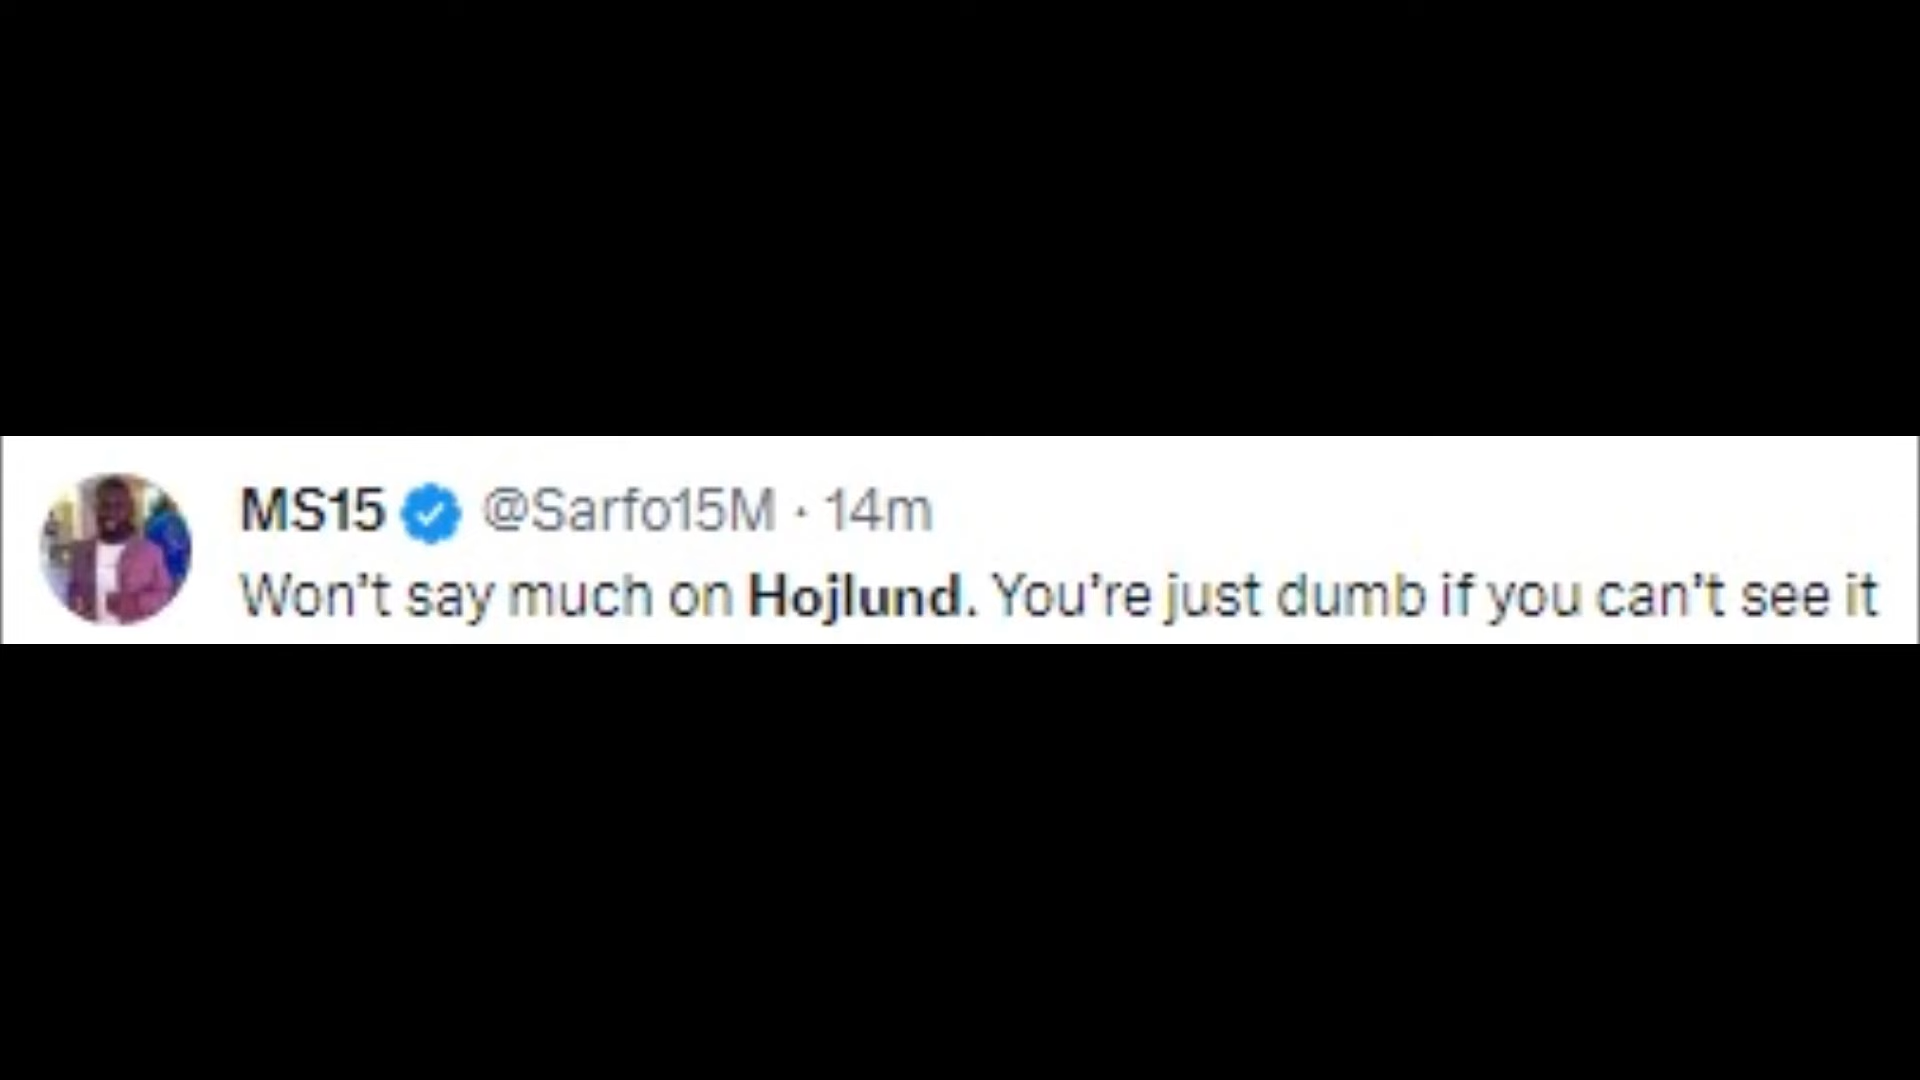 MS15 @Sarfo15M · 14m
Won't say much on Hojlund. You're just dumb if you can't see it